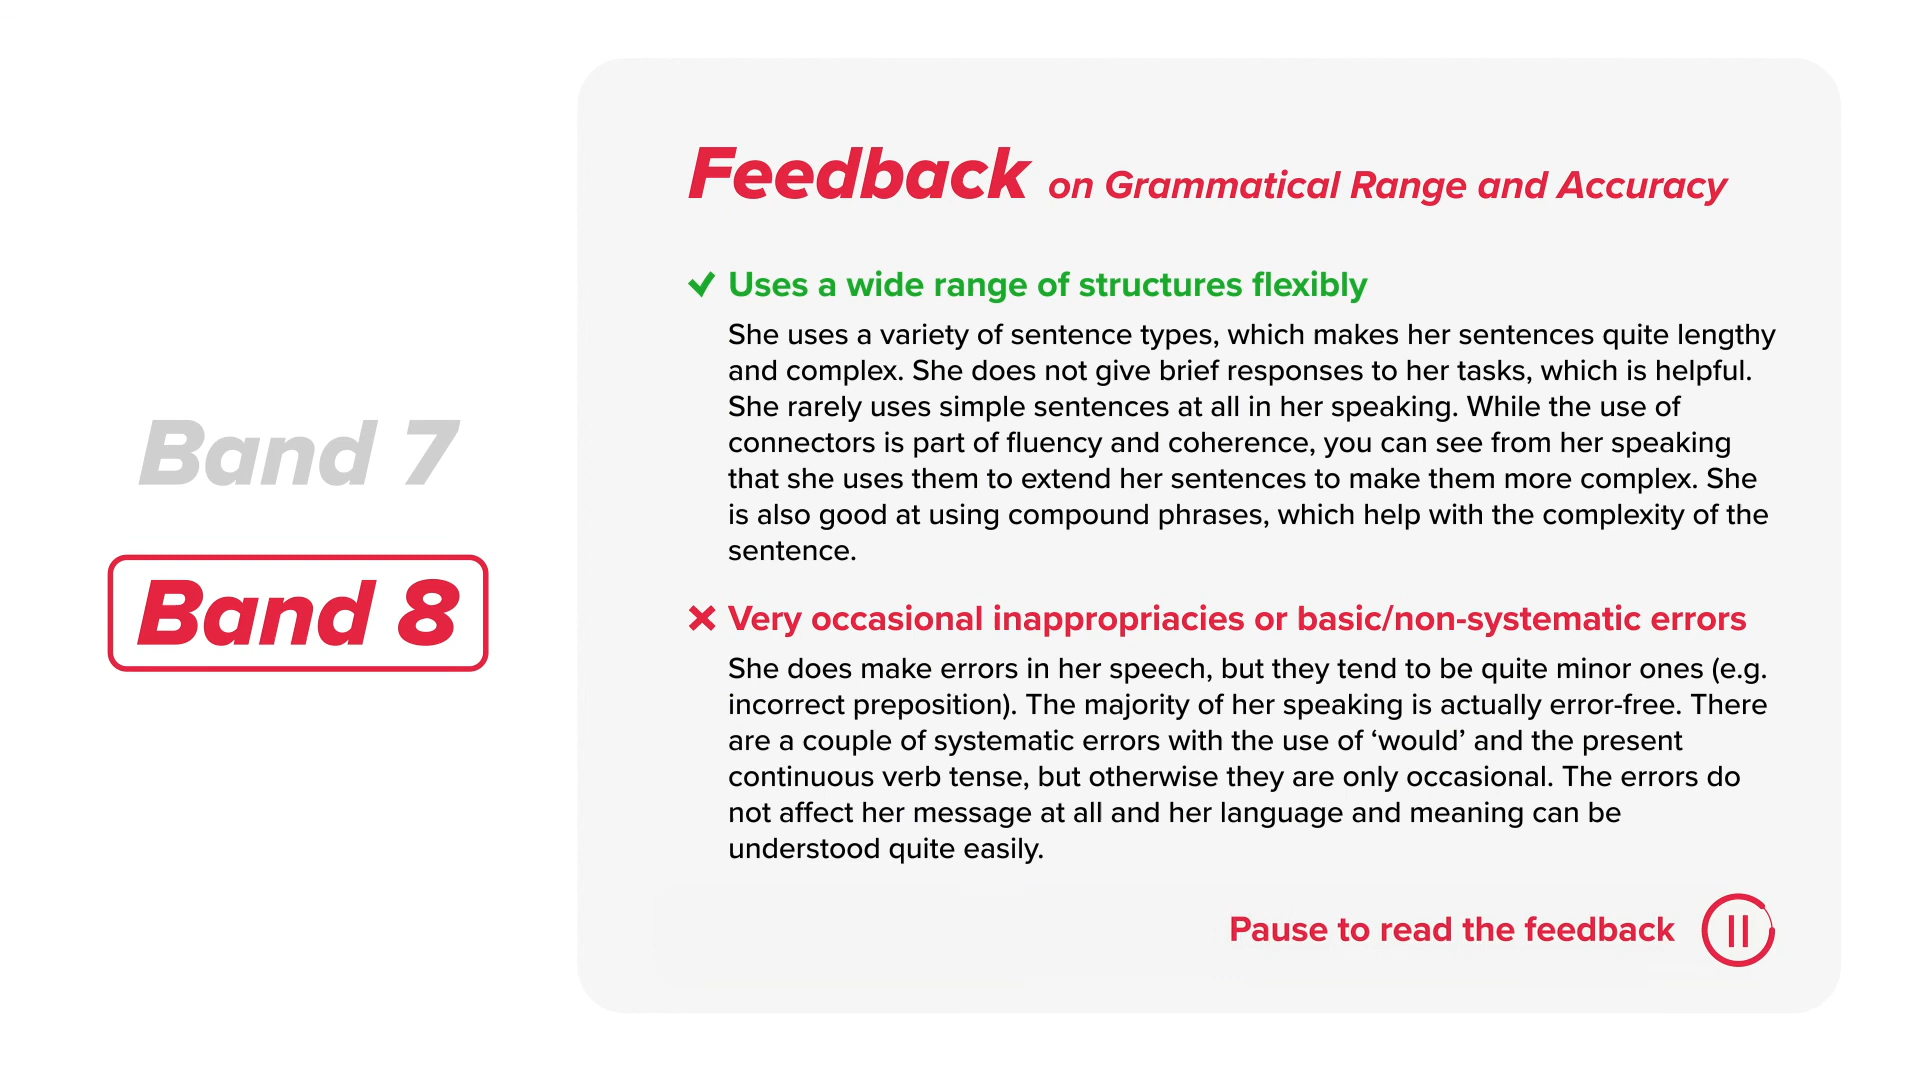 Band 7
Band 8
Feedback on Grammatical Range and Accuracy
Uses a wide range of structures flexibly
She uses a variety of sentence types, which makes her sentences quite lengthy
and complex. She does not give brief responses to her tasks, which is helpful.
She rarely uses simple sentences at all in her speaking. While the use of
connectors is part of fluency and coherence, you can see from her speaking
that she uses them to extend her sentences to make them more complex. She
is also good at using compound phrases, which help with the complexity of the
sentence.
Very occasional inappropriacies or basic/non-systematic errors
She does make errors in her speech, but they tend to be quite minor ones (e.g.
incorrect preposition). The majority of her speaking is actually error-free. There
are a couple of systematic errors with the use of ‘would’ and the present
continuous verb tense, but otherwise they are only occasional. The errors do
not affect her message at all and her language and meaning can be
understood quite easily.
Pause to read the feedback